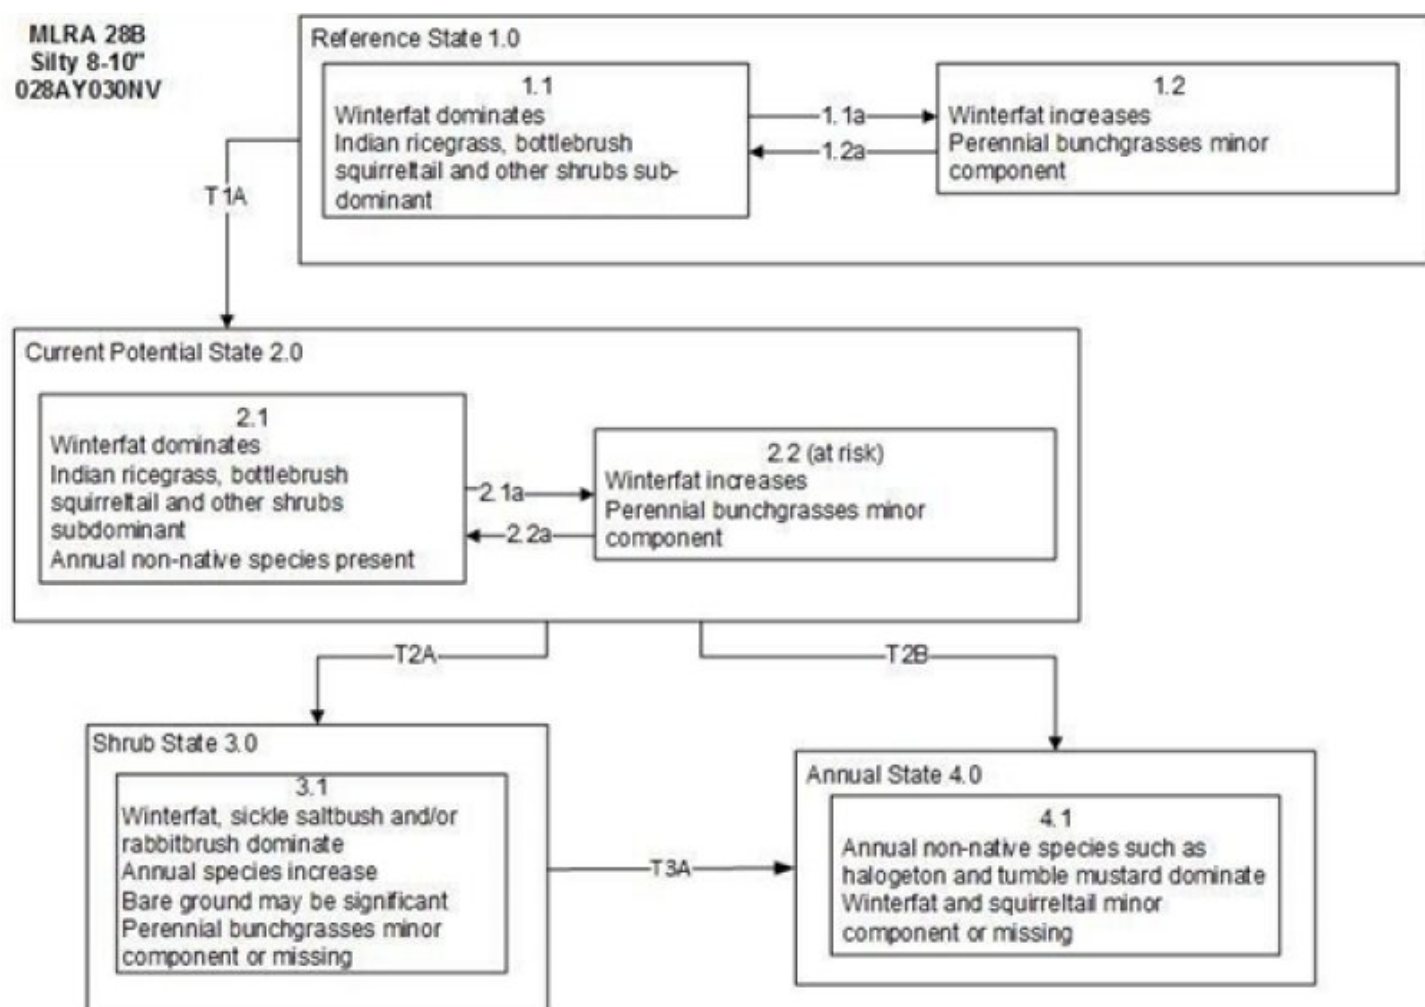 MLRA 28B
Silty 8-10"
028AY030NV
Reference State 1.0
1.1
Winterfat dominates
Indian ricegrass, bottlebrush
squirreltail and other shrubs sub-
dominant
1.1a
1.2a
1.2
Winterfat increases
Perennial bunchgrasses minor
component
T1A
Current Potential State 2.0
2.1
Winterfat dominates
Indian ricegrass, bottlebrush
squirreltail and other shrubs
subdominant
Annual non-native species present
2.1a
2.2a
2.2 (at risk)
Winterfat increases
Perennial bunchgrasses minor
component
T2A
T2B
Shrub State 3.0
3.1
Winterfat, sickle saltbush and/or
rabbitbrush dominate
Annual species increase
Bare ground may be significant
Perennial bunchgrasses minor
component or missing
T3A
Annual State 4.0
4.1
Annual non-native species such as
halogeton and tumble mustard dominate
Winterfat and squirreltail minor
component or missing